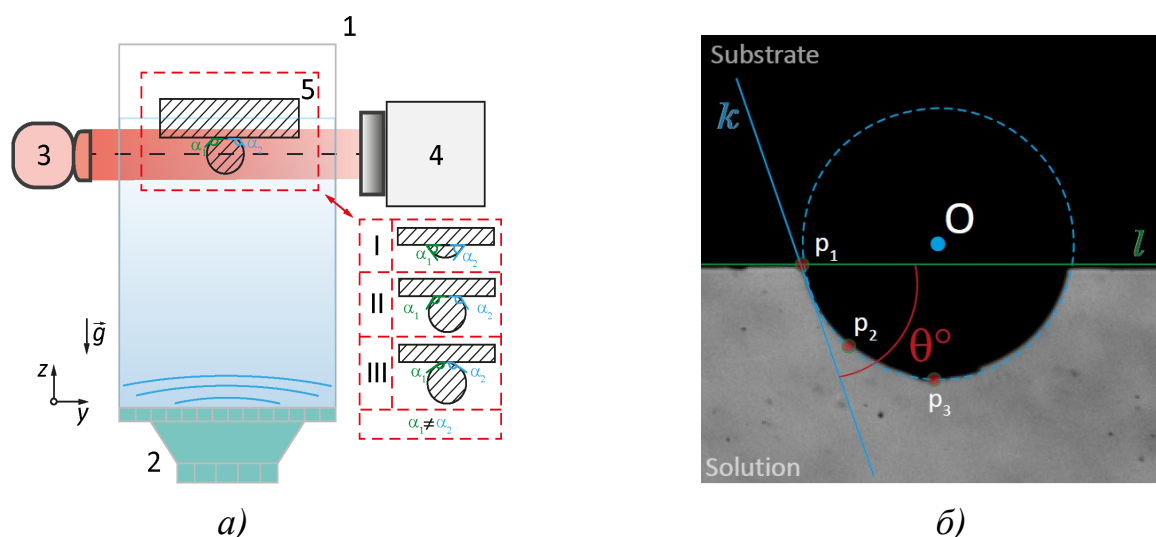 1
5
3
α₁
α₂
4
I
α₁
α₂
II
α₁
α₂
III
α₁
α₂
α₁≠α₂
g⃗
z
y
2
а)
Substrate
k
O
l
p₁
p₂
θ°
p₃
Solution
б)